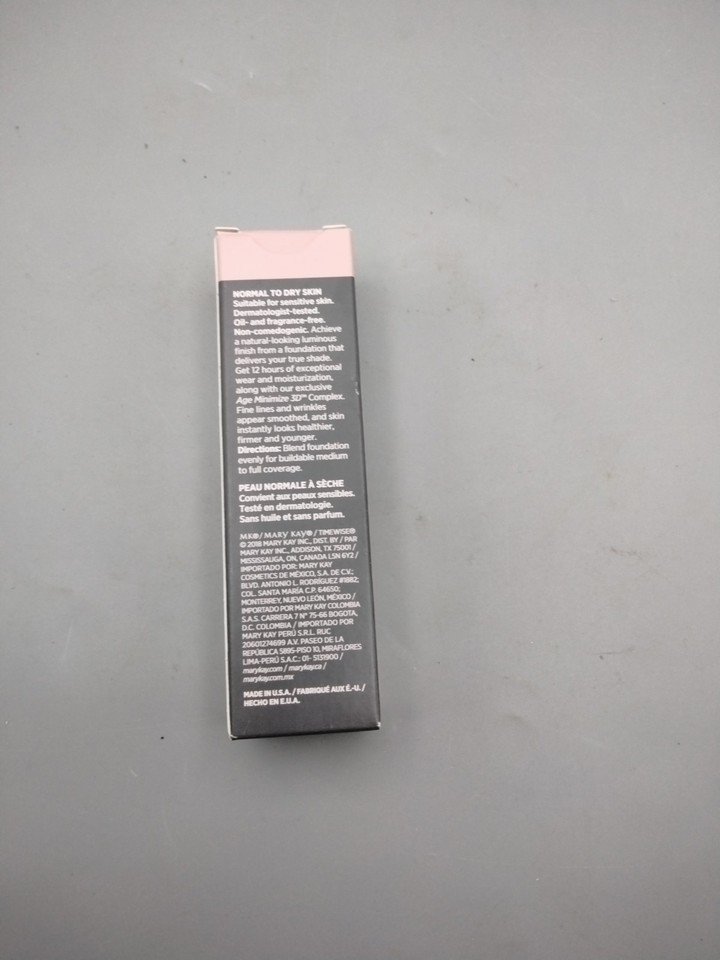 NORMAL TO DRY SKIN
Suitable for sensitive skin.
Dermatologist-tested.
Oil- and fragrance-free.
Non-comedogenic. Achieve
a natural-looking luminous
finish from a foundation that
delivers your true shade.
Get 12 hours of exceptional
wear and moisturization,
along with our exclusive
Age Minimize 3D™ Complex.
Fine lines and wrinkles
appear smoothed, and skin
instantly looks healthier,
firmer and younger.
Directions: Blend foundation
evenly for buildable medium
to full coverage.
PEAU NORMALE À SÈCHE
Convient aux peaux sensibles.
Testé en dermatologie.
Sans huile et sans parfum.
MK® / MARY KAY® / TIMEWISE®
© 2018 MARY KAY INC., DIST. BY / PAR
MARY KAY INC., ADDISON, TX 75001 /
MISSISSAUGA, ON, CANADA L5N 6Y2 /
IMPORTADO POR: MARY KAY
COSMETICS DE MÉXICO, S.A. DE C.V.;
BLVD. ANTONIO L. RODRÍGUEZ #1882;
COL. SANTA MARÍA C.P. 64650;
MONTERREY, NUEVO LEÓN, MÉXICO /
IMPORTADO POR MARY KAY COLOMBIA
S.A.S. CARRERA 7 N° 75-66 BOGOTA,
D.C. COLOMBIA / IMPORTADO POR
MARY KAY PERÚ S.R.L. RUC
20601274699 A.V. PASEO DE LA
REPÚBLICA 5895-PISO 10, MIRAFLORES
LIMA-PERÚ S.A.C.: 01- 5131900 /
marykay.com / marykay.ca /
marykay.com.mx
MADE IN U.S.A. / FABRIQUÉ AUX É.-U. /
HECHO EN E.U.A.